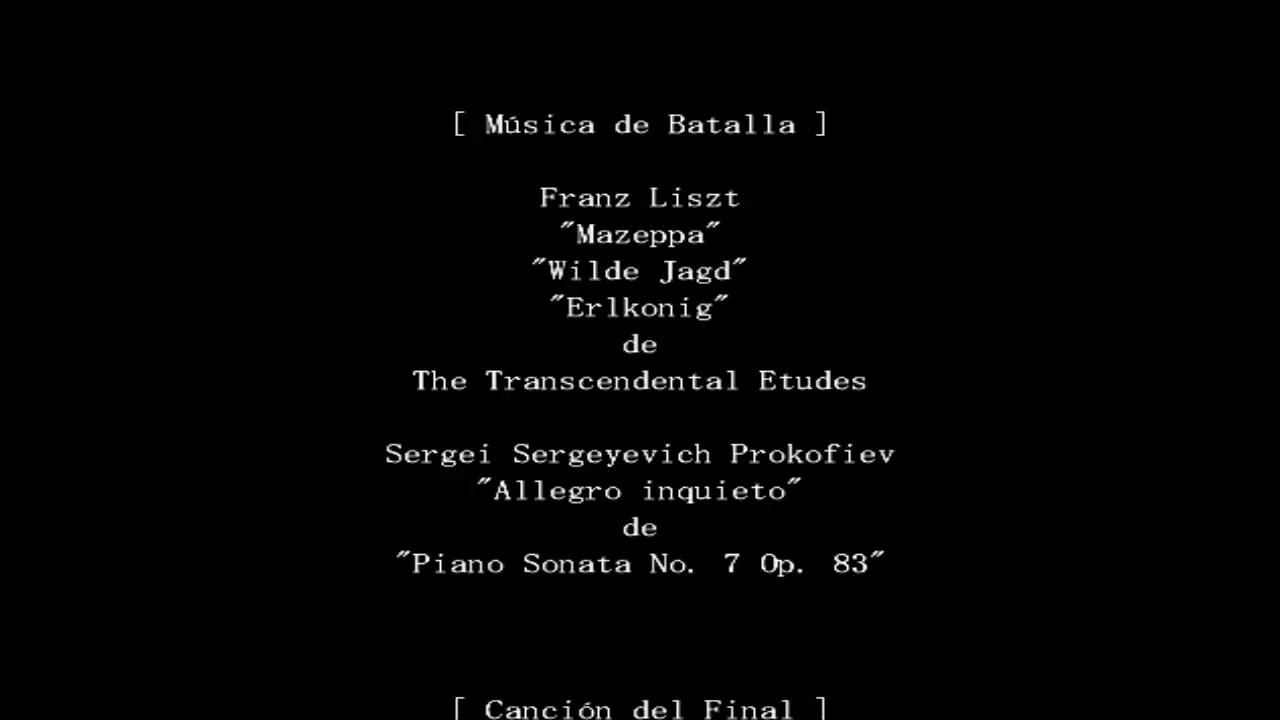 [ Música de Batalla ]
Franz Liszt
"Mazeppa"
"Wilde Jagd"
"Erlkonig"
de
The Transcendental Etudes
Sergei Sergeyevich Prokofiev
"Allegro inquieto"
de
"Piano Sonata No. 7 Op. 83"
[ Canción del Final ]